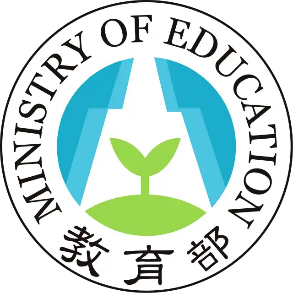 MINISTRY OF EDUCATION
教育部